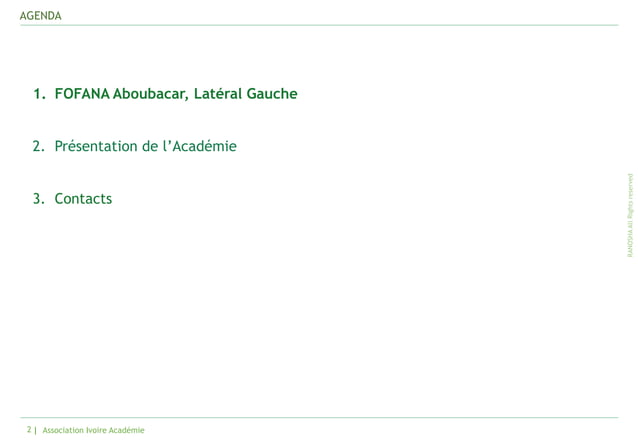 AGENDA
1. FOFANA Aboubacar, Latéral Gauche
2. Présentation de l’Académie
3. Contacts
RANOSHA All Rights reserved
2 | Association Ivoire Académie